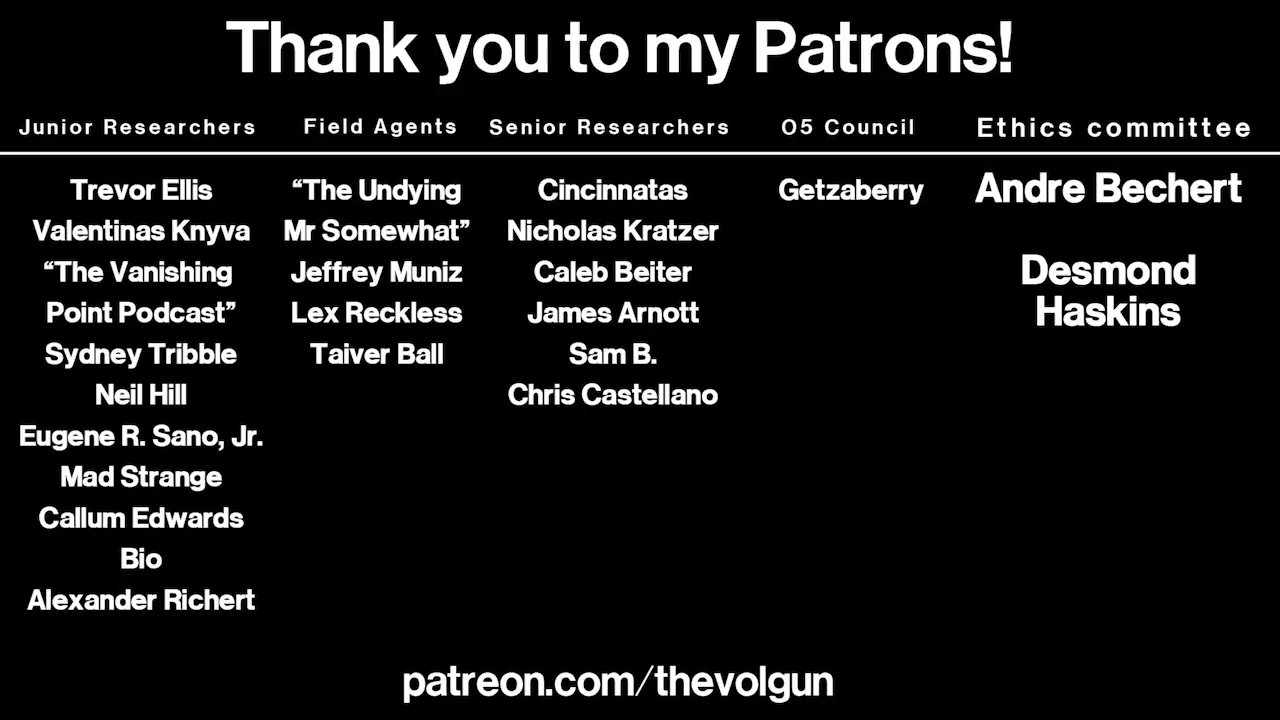 Thank you to my Patrons!
Junior Researchers
Trevor Ellis
Valentinas Knyva
“The Vanishing
Point Podcast”
Sydney Tribble
Neil Hill
Eugene R. Sano, Jr.
Mad Strange
Callum Edwards
Bio
Alexander Richert
Field Agents
“The Undying
Mr Somewhat”
Jeffrey Muniz
Lex Reckless
Taiver Ball
Senior Researchers
Cincinnatas
Nicholas Kratzer
Caleb Beiter
James Arnott
Sam B.
Chris Castellano
O5 Council
Getzaberry
Ethics committee
Andre Bechert
Desmond
Haskins
patreon.com/thevolgun